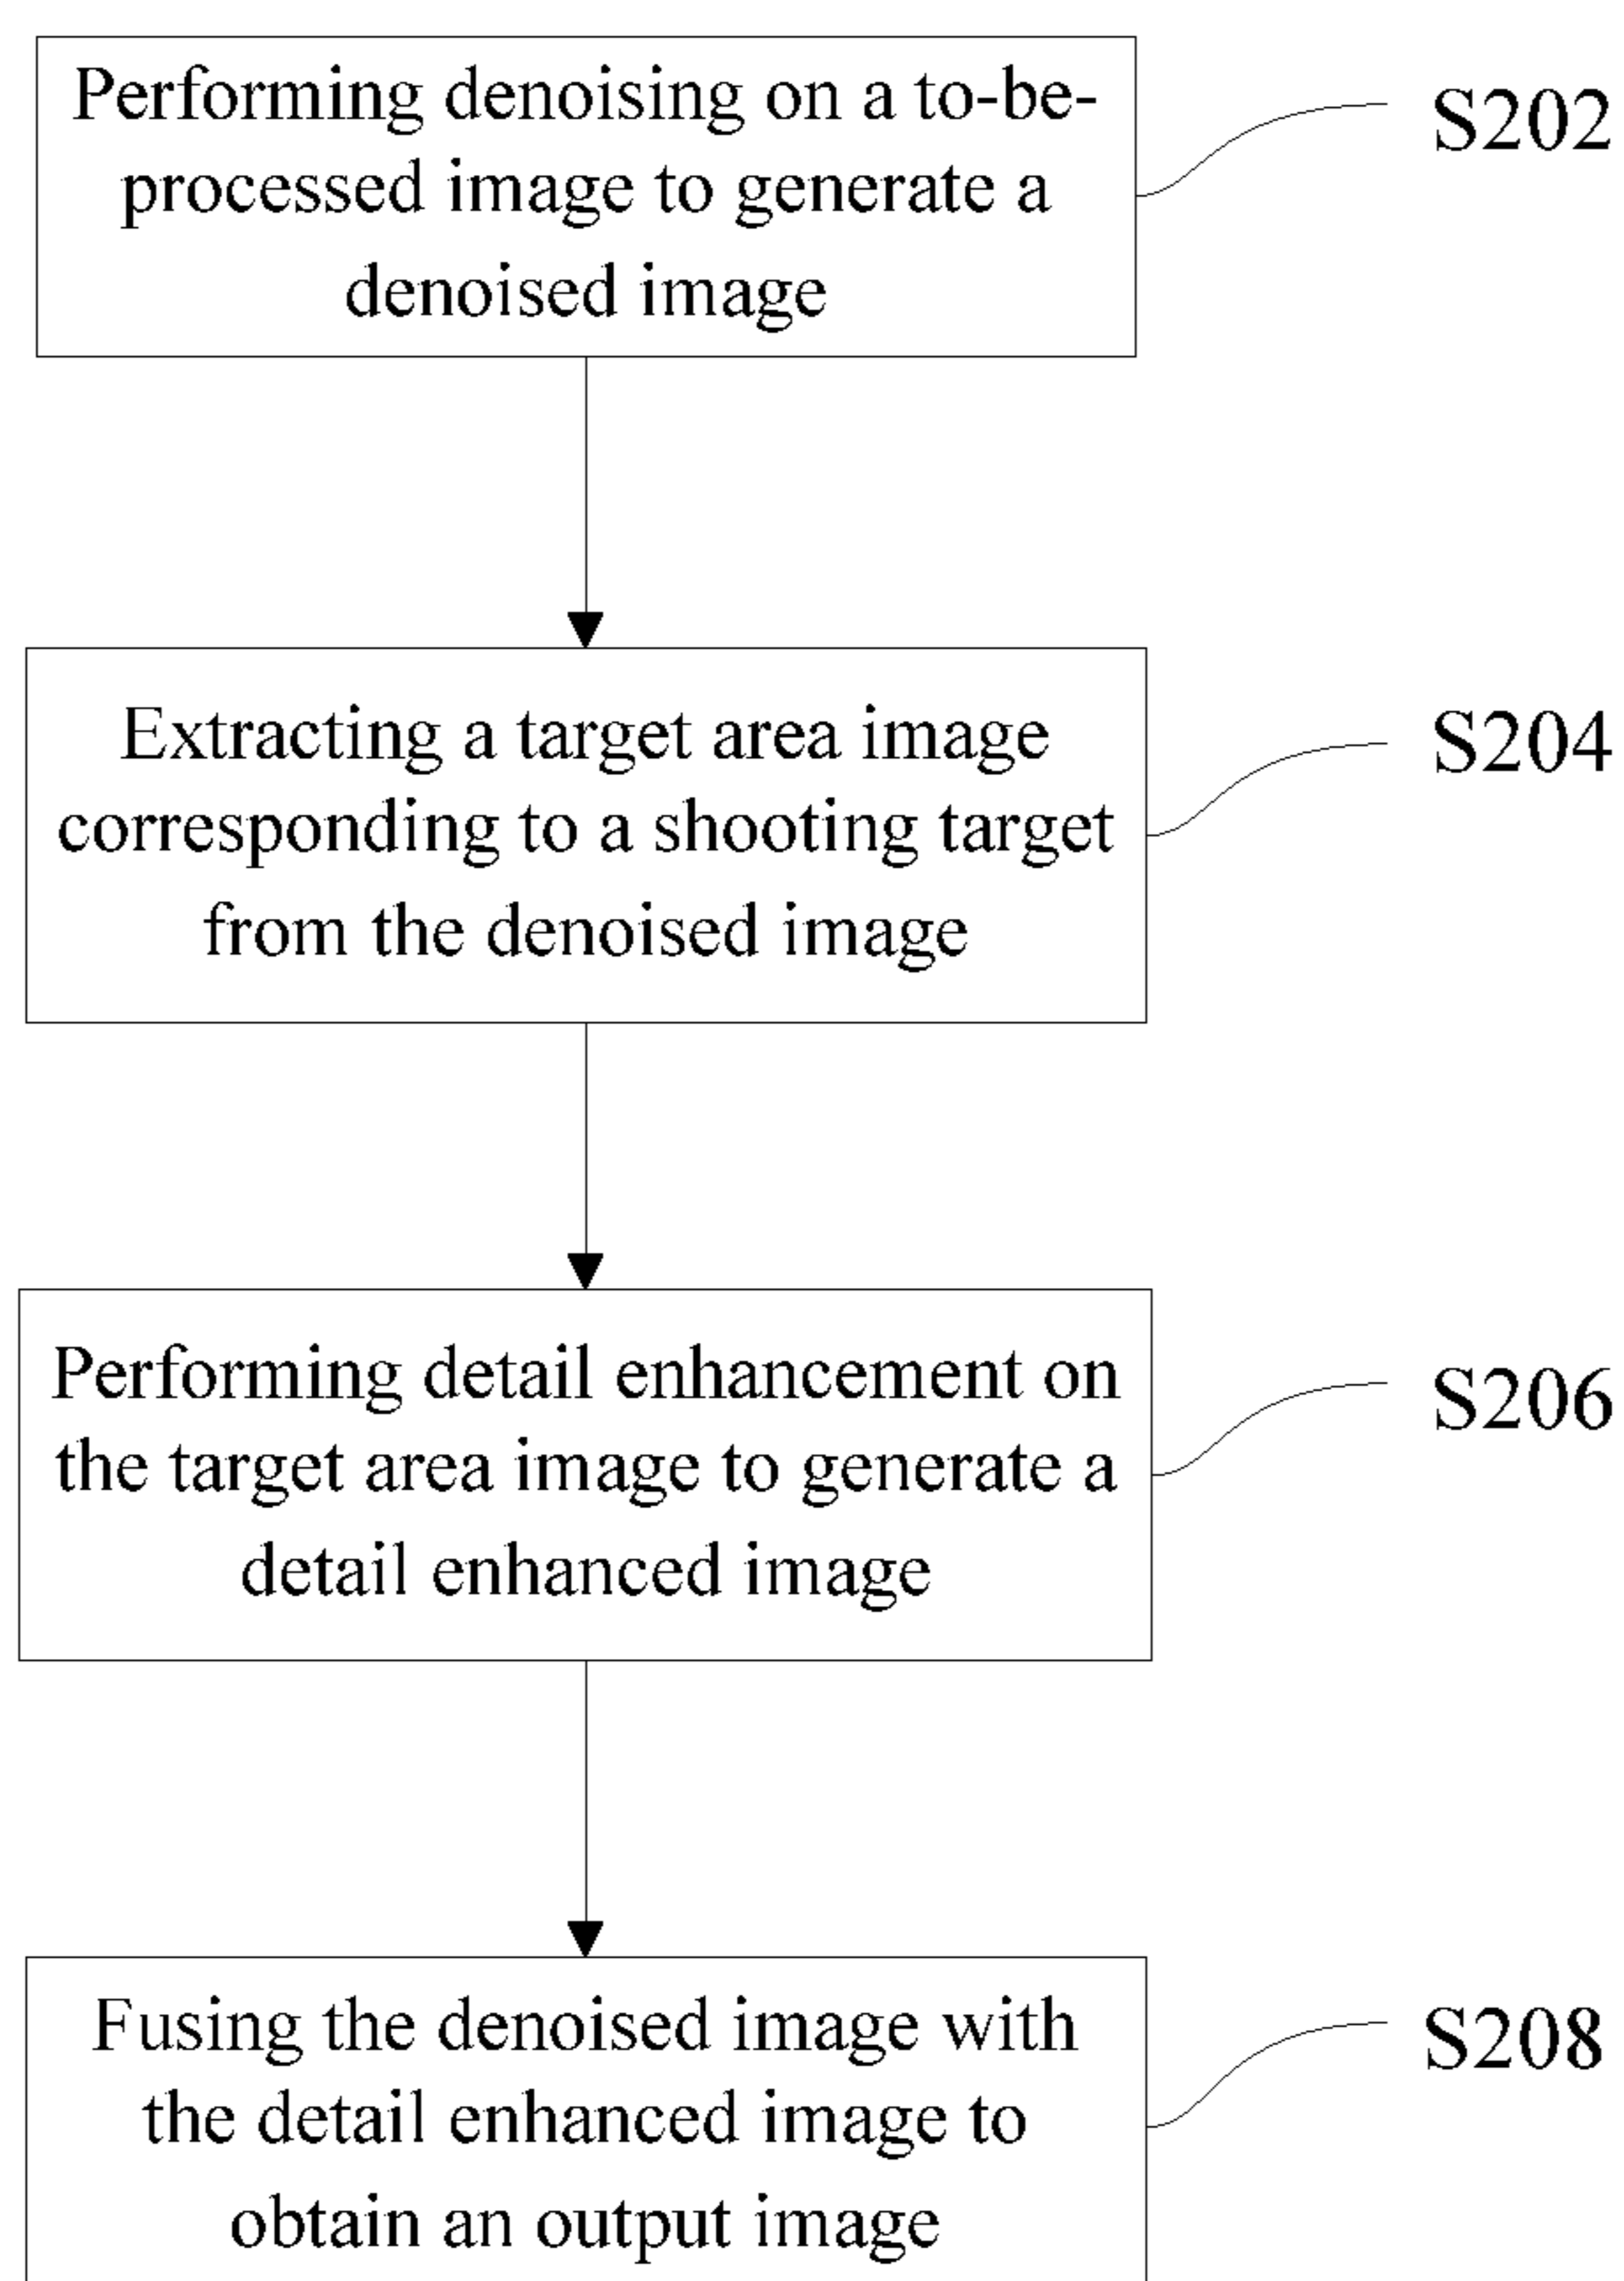 Performing denoising on a to-be-
processed image to generate a
denoised image
S202
Extracting a target area image
corresponding to a shooting target
from the denoised image
S204
Performing detail enhancement on
the target area image to generate a
detail enhanced image
S206
Fusing the denoised image with
the detail enhanced image to
obtain an output image
S208